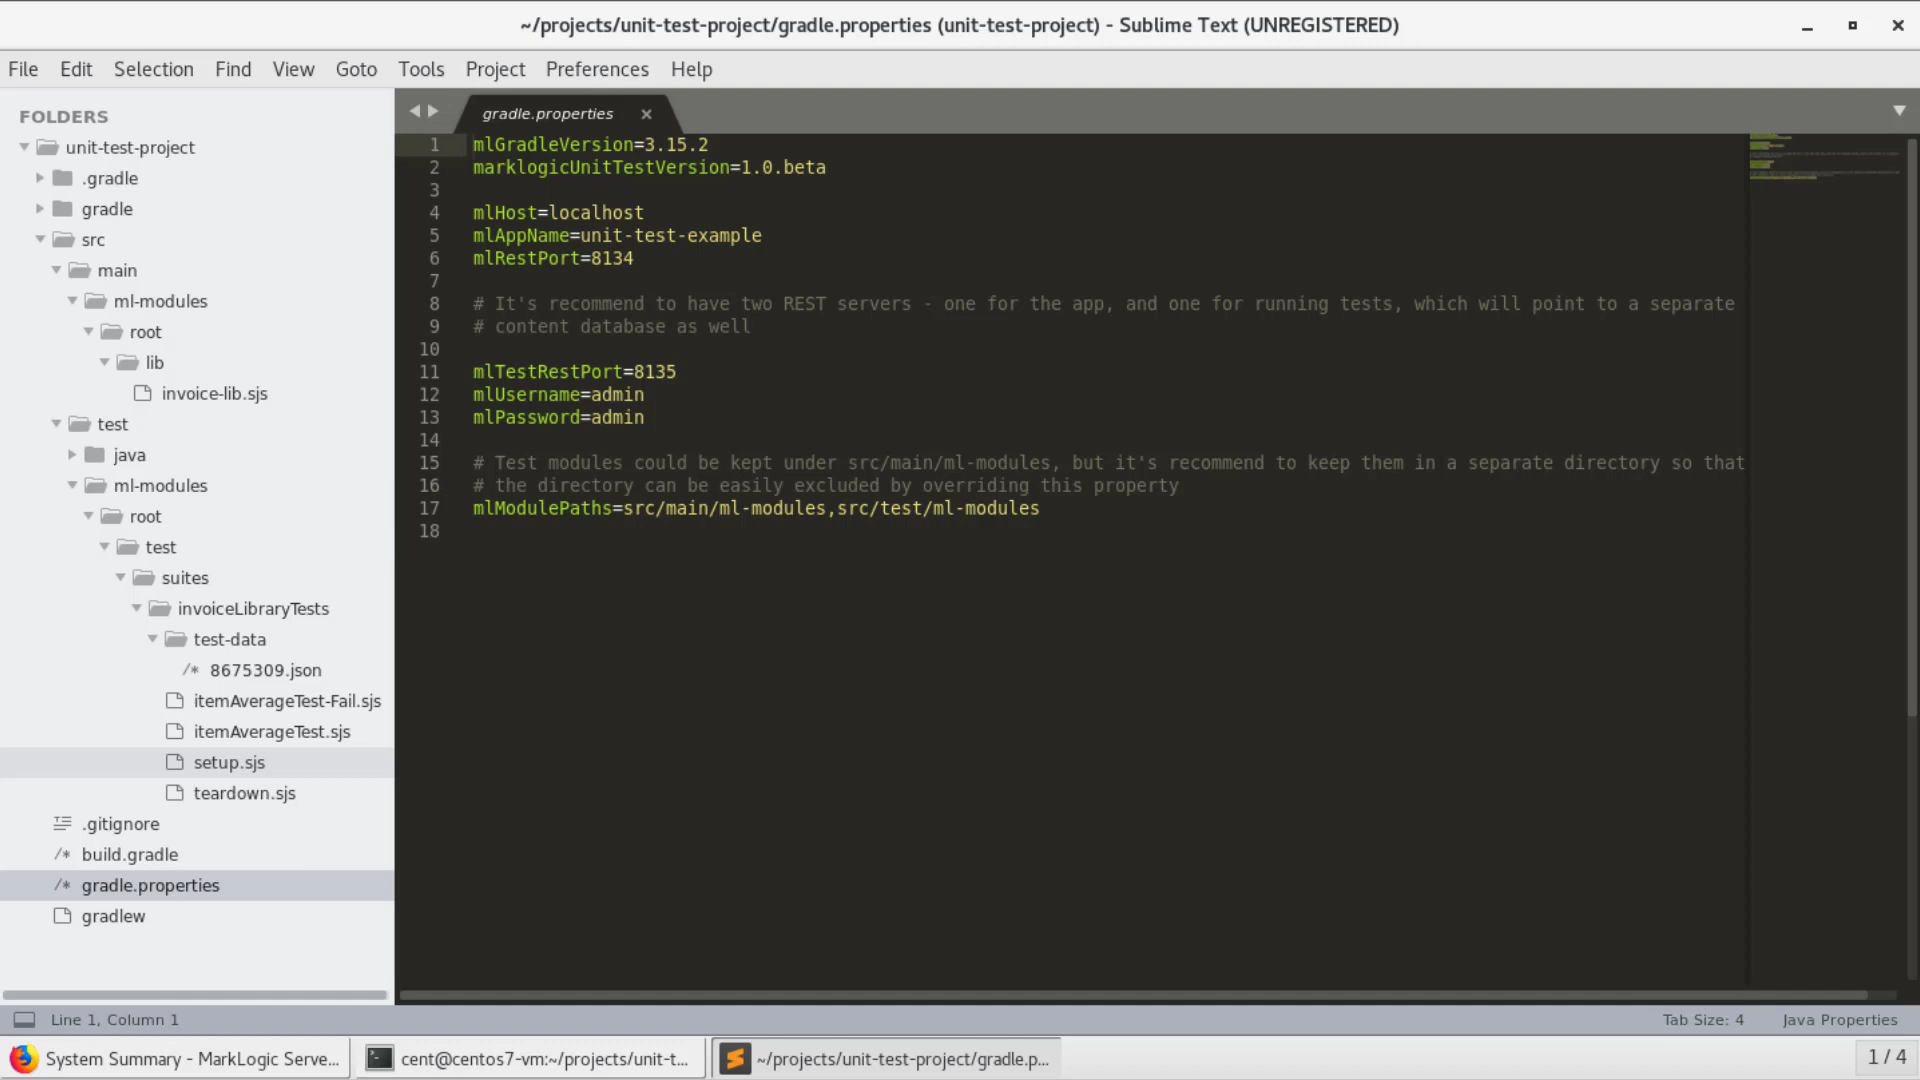 ~/projects/unit-test-project/gradle.properties (unit-test-project) - Sublime Text (UNREGISTERED)
File Edit Selection Find View Goto Tools Project Preferences Help
FOLDERS
unit-test-project
.gradle
gradle
src
main
ml-modules
root
lib
invoice-lib.sjs
test
java
ml-modules
root
test
suites
invoiceLibraryTests
test-data
/* 8675309.json
itemAverageTest-Fail.sjs
itemAverageTest.sjs
setup.sjs
teardown.sjs
.gitignore
/* build.gradle
/* gradle.properties
gradlew
gradle.properties
1 mlGradleVersion=3.15.2
2 marklogicUnitTestVersion=1.0.beta
3
4 mlHost=localhost
5 mlAppName=unit-test-example
6 mlRestPort=8134
7
8 # It's recommend to have two REST servers - one for the app, and one for running tests, which will point to a separate
9 # content database as well
10
11 mlTestRestPort=8135
12 mlUsername=admin
13 mlPassword=admin
14
15 # Test modules could be kept under src/main/ml-modules, but it's recommend to keep them in a separate directory so that
16 # the directory can be easily excluded by overriding this property
17 mlModulePaths=src/main/ml-modules,src/test/ml-modules
18
Line 1, Column 1 Tab Size: 4 Java Properties
System Summary - MarkLogic Serve... cent@centos7-vm:~/projects/unit-t... ~/projects/unit-test-project/gradle.p... 1 / 4